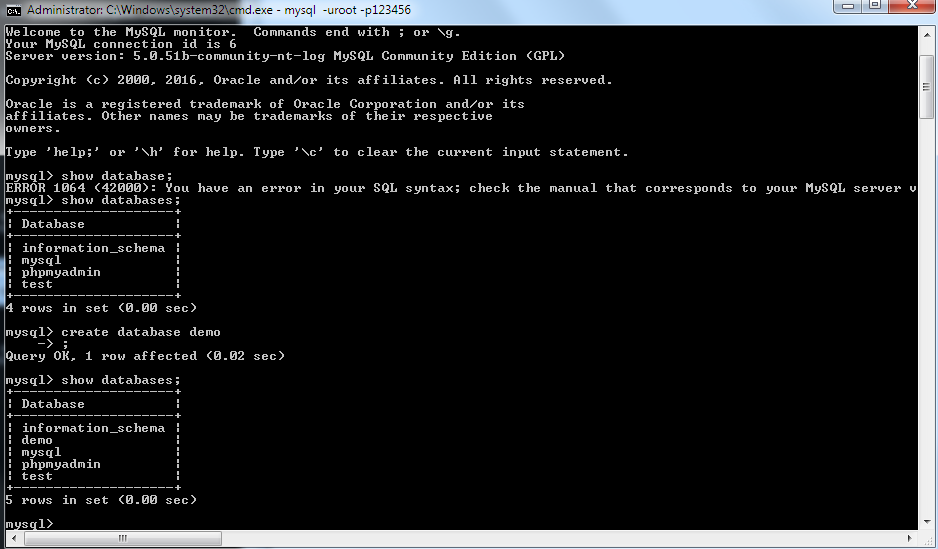 Administrator: C:\Windows\system32\cmd.exe - mysql  -uroot -p123456
Welcome to the MySQL monitor.  Commands end with ; or \g.
Your MySQL connection id is 6
Server version: 5.0.51b-community-nt-log MySQL Community Edition (GPL)
Copyright (c) 2000, 2016, Oracle and/or its affiliates. All rights reserved.
Oracle is a registered trademark of Oracle Corporation and/or its
affiliates. Other names may be trademarks of their respective
owners.
Type 'help;' or '\h' for help. Type '\c' to clear the current input statement.
mysql> show database;
ERROR 1064 (42000): You have an error in your SQL syntax; check the manual that corresponds to your MySQL server v
mysql> show databases;
+--------------------+
| Database           |
+--------------------+
| information_schema |
| mysql              |
| phpmyadmin         |
| test               |
+--------------------+
4 rows in set (0.00 sec)
mysql> create database demo
    -> ;
Query OK, 1 row affected (0.02 sec)
mysql> show databases;
+--------------------+
| Database           |
+--------------------+
| information_schema |
| demo               |
| mysql              |
| phpmyadmin         |
| test               |
+--------------------+
5 rows in set (0.00 sec)
mysql>